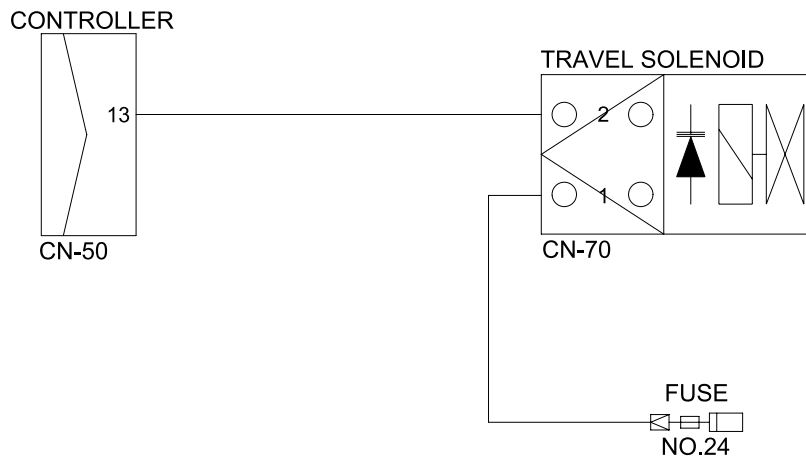 CONTROLLER
TRAVEL SOLENOID
13
2
1
CN-50
CN-70
FUSE
NO.24